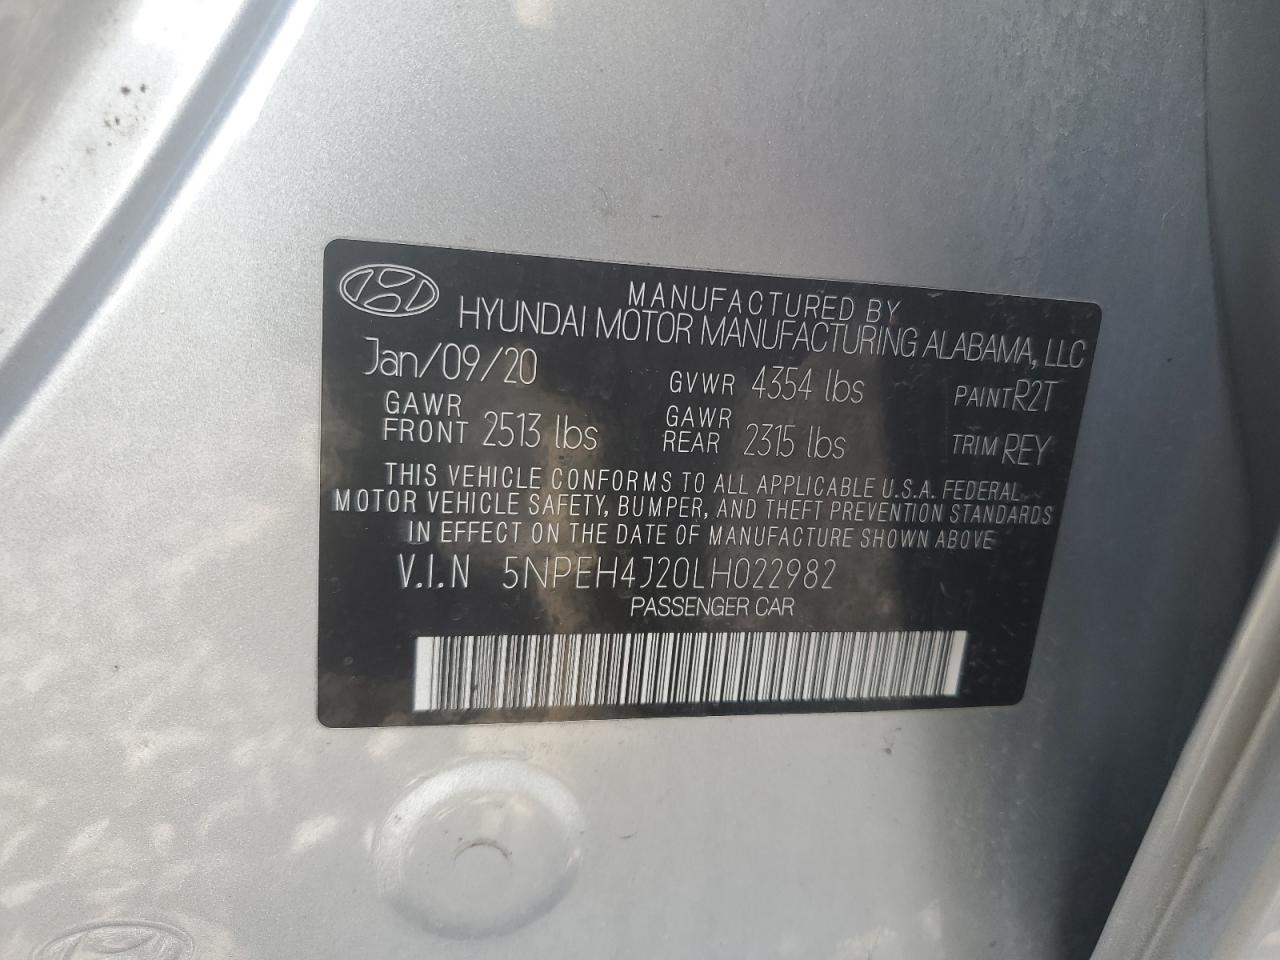 MANUFACTURED BY
HYUNDAI MOTOR MANUFACTURING ALABAMA, LLC
Jan/09/20 GVWR 4354 lbs PAINT R2T
GAWR FRONT 2513 lbs GAWR REAR 2315 lbs TRIM REY
THIS VEHICLE CONFORMS TO ALL APPLICABLE U.S.A. FEDERAL
MOTOR VEHICLE SAFETY, BUMPER, AND THEFT PREVENTION STANDARDS
IN EFFECT ON THE DATE OF MANUFACTURE SHOWN ABOVE
V.I.N 5NPEH4J20LH022982
PASSENGER CAR